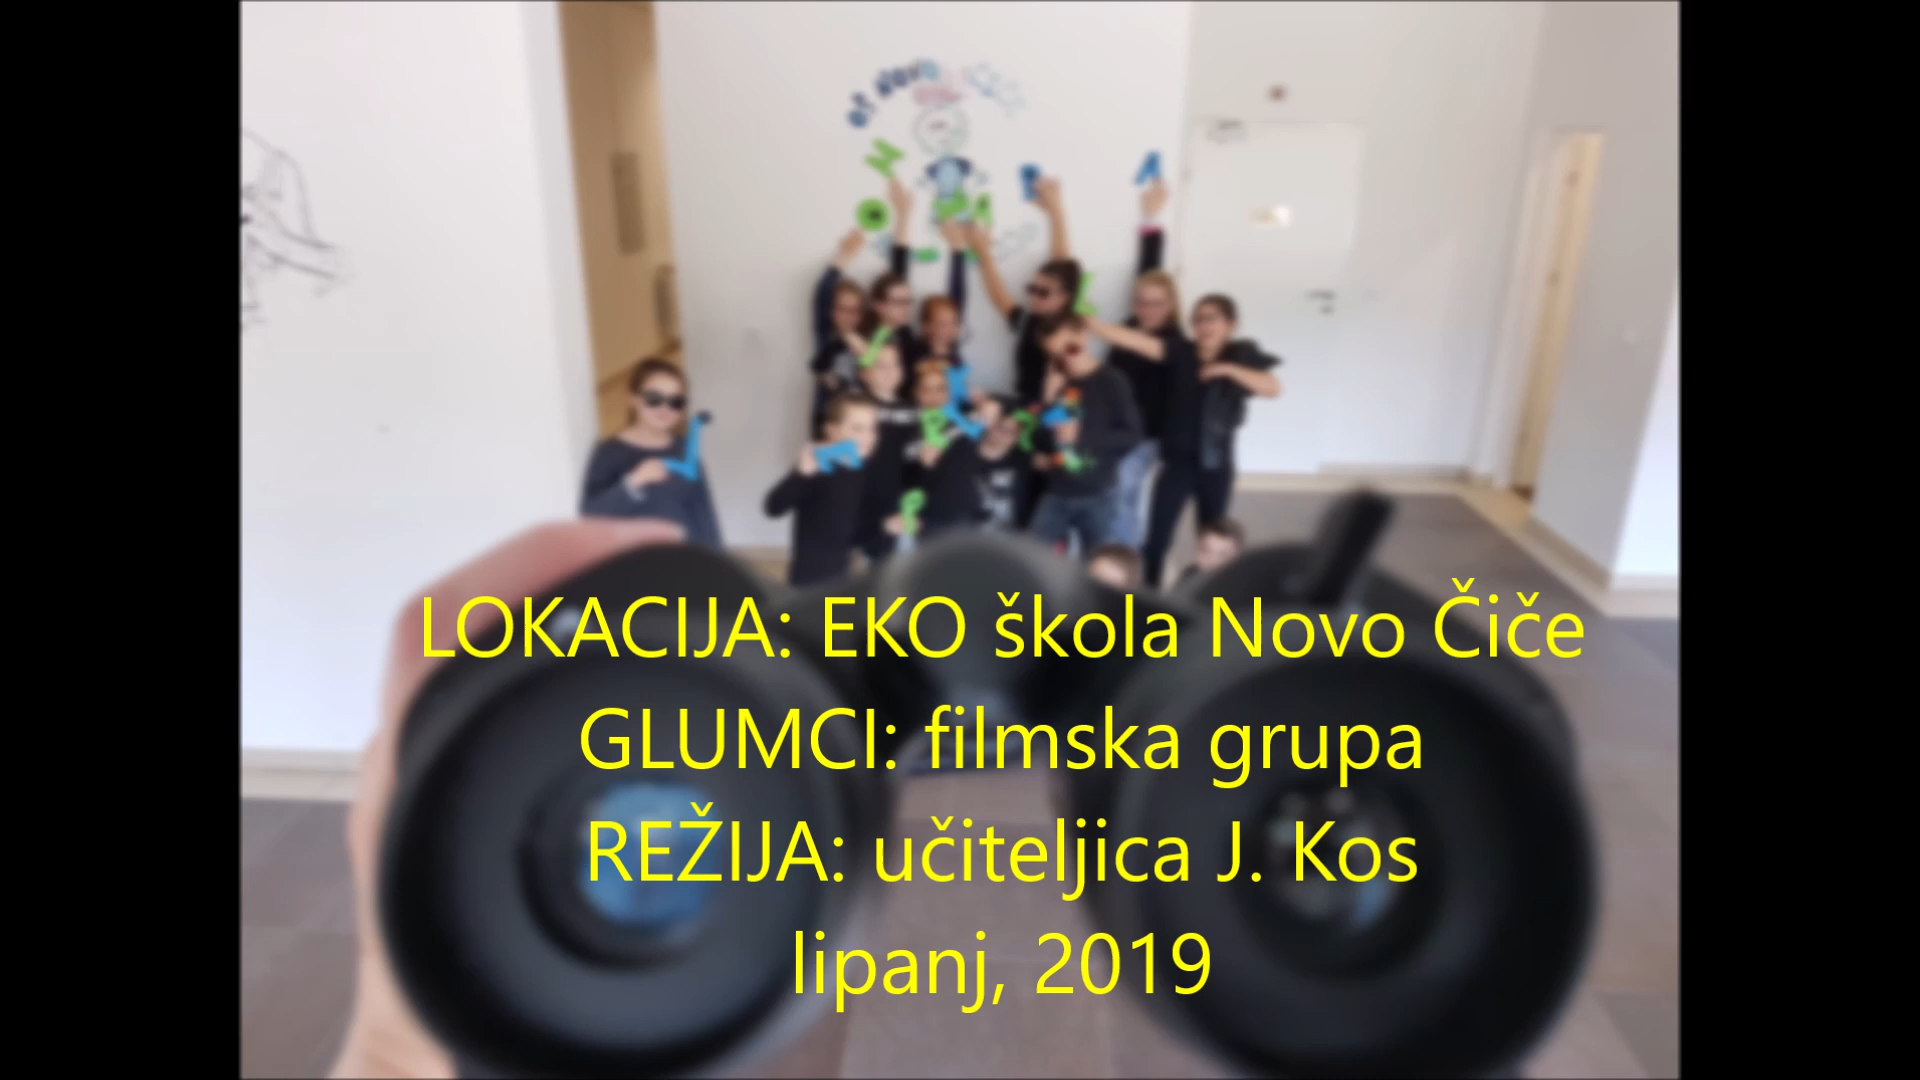 LOKACIJA: EKO škola Novo Čiče
GLUMCI: filmska grupa
REŽIJA: učiteljica J. Kos
lipanj, 2019